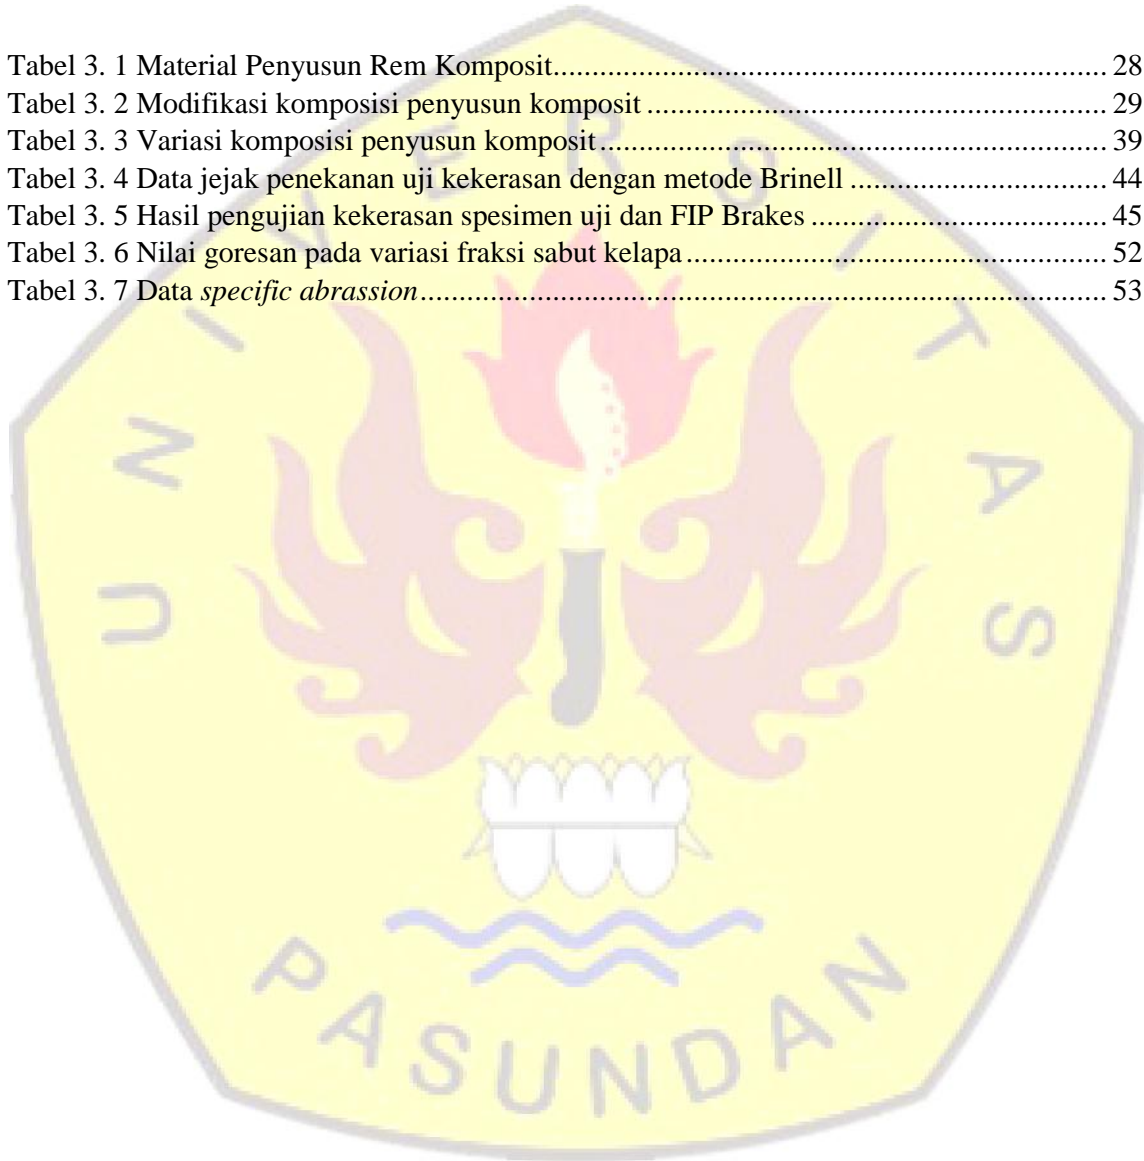 Tabel 3. 1 Material Penyusun Rem Komposit........................................................................... 28
Tabel 3. 2 Modifikasi komposisi penyusun komposit .............................................................. 29
Tabel 3. 3 Variasi komposisi penyusun komposit.................................................................... 39
Tabel 3. 4 Data jejak penekanan uji kekerasan dengan metode Brinell ................................... 44
Tabel 3. 5 Hasil pengujian kekerasan spesimen uji dan FIP Brakes ........................................ 45
Tabel 3. 6 Nilai goresan pada variasi fraksi sabut kelapa......................................................... 52
Tabel 3. 7 Data specific abrassion............................................................................................. 53
UNIVERSITAS
PASUNDAN